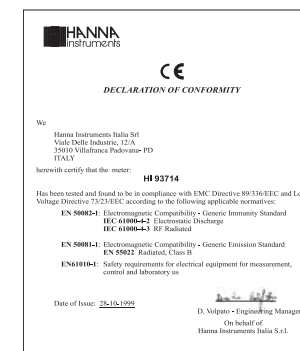 HANNA
instruments
CE
DECLARATION OF CONFORMITY
We
Hanna Instruments Italia Srl
Viale Delle Industrie, 12/A
35010 Villafranca Padovana- PD
ITALY
herewith certify that the meter:
HI 93714
Has been tested and found to be in compliance with EMC Directive 89/336/EEC and Lo
Voltage Directive 73/23/EEC according to the following applicable normatives:
EN 50082-1: Electromagnetic Compatibility - Generic Immunity Standard
IEC 61000-4-2 Electrostatic Discharge
IEC 61000-4-3 RF Radiated
EN 50081-1: Electromagnetic Compatibility - Generic Emission Standard
EN 55022 Radiated, Class B
EN61010-1: Safety requirements for electrical equipment for measurement,
control and laboratory us
Date of Issue: 28-10-1999
D. Volpato - Engineering Manager
On behalf of
Hanna Instruments Italia S.r.l.